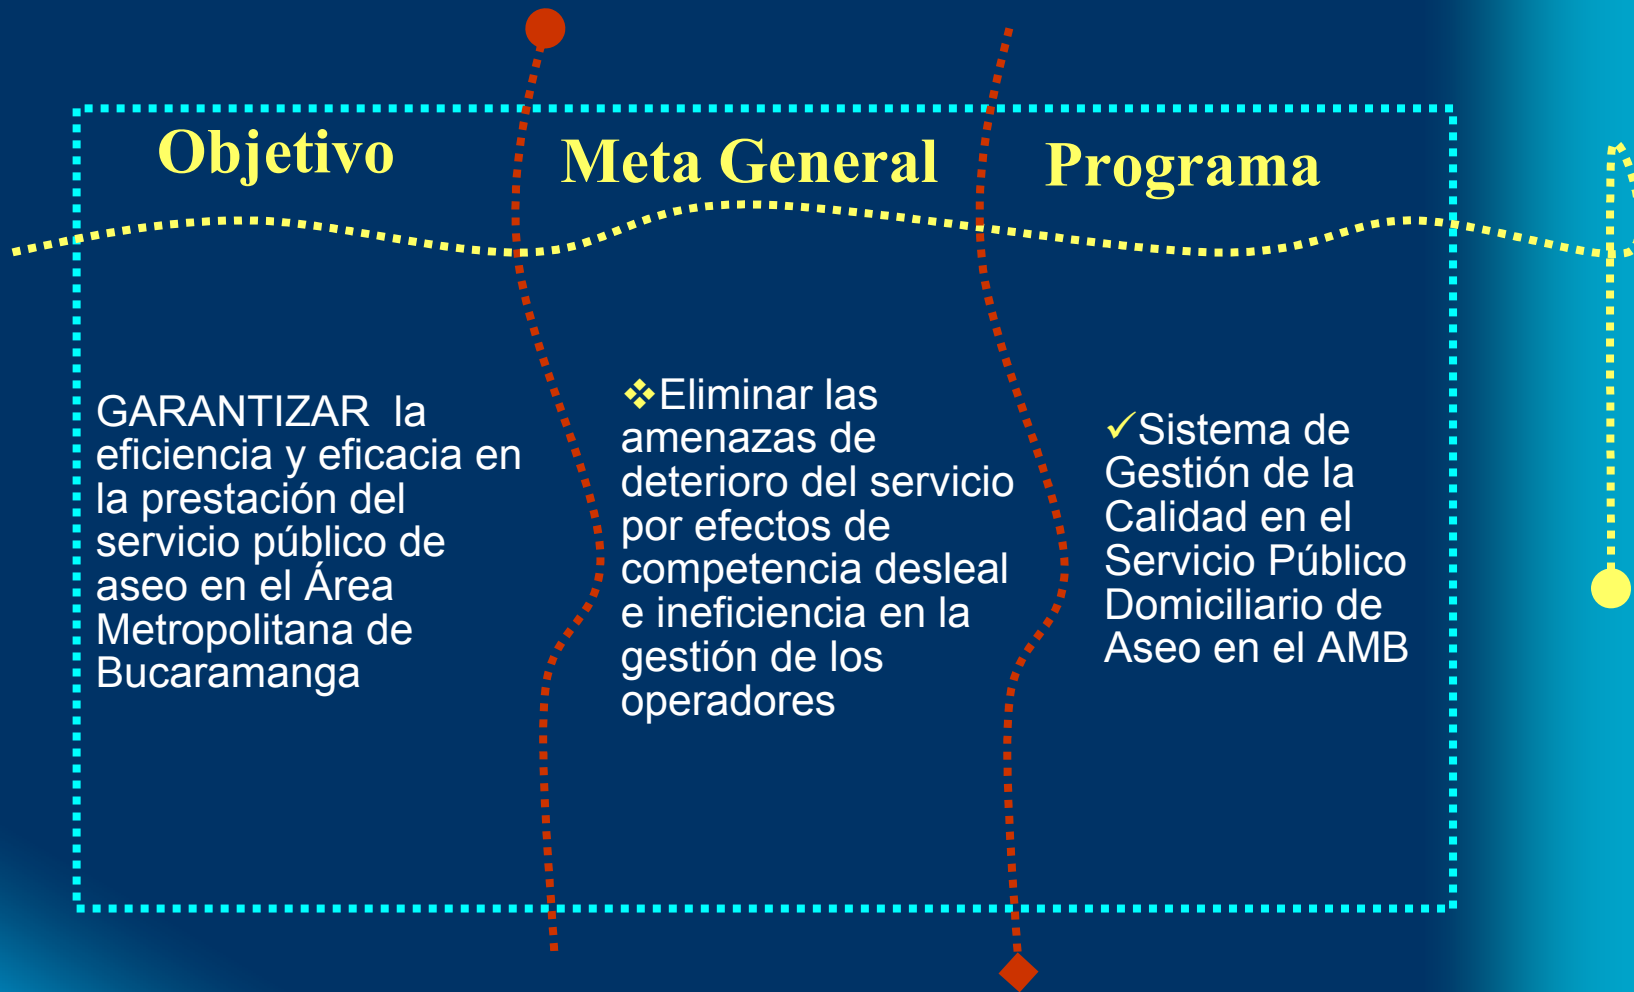 Objetivo
Meta General
Programa
GARANTIZAR  la
eficiencia y eficacia en
la prestación del
servicio público de
aseo en el Área
Metropolitana de
Bucaramanga
❖Eliminar las
amenazas de
deterioro del servicio
por efectos de
competencia desleal
e ineficiencia en la
gestión de los
operadores
✓Sistema de
Gestión de la
Calidad en el
Servicio Público
Domiciliario de
Aseo en el AMB